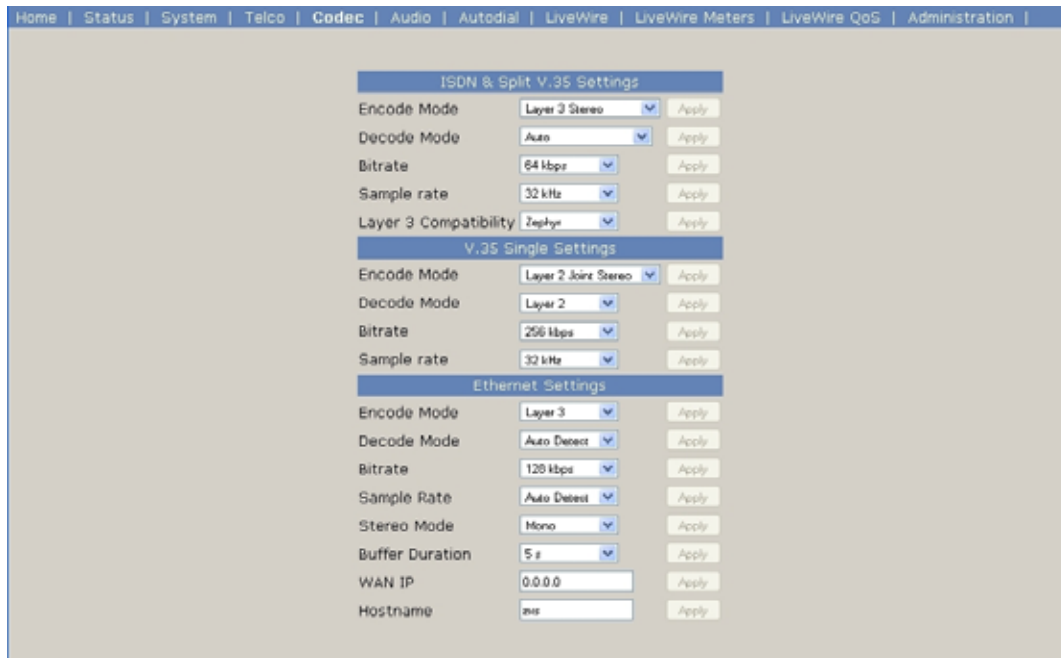 Home | Status | System | Telco | Codec | Audio | Autodial | LiveWire | LiveWire Meters | LiveWire QoS | Administration |
ISDN & Split V.35 Settings
Encode Mode Layer 3 Stereo Apply
Decode Mode Auto Apply
Bitrate 64 kbps Apply
Sample rate 32 kHz Apply
Layer 3 Compatibility Zephyr Apply
V.35 Single Settings
Encode Mode Layer 2 Joint Stereo Apply
Decode Mode Layer 2 Apply
Bitrate 256 kbps Apply
Sample rate 32 kHz Apply
Ethernet Settings
Encode Mode Layer 3 Apply
Decode Mode Auto Detect Apply
Bitrate 128 kbps Apply
Sample Rate Auto Detect Apply
Stereo Mode Mono Apply
Buffer Duration 5 s Apply
WAN IP 0.0.0.0 Apply
Hostname Apply